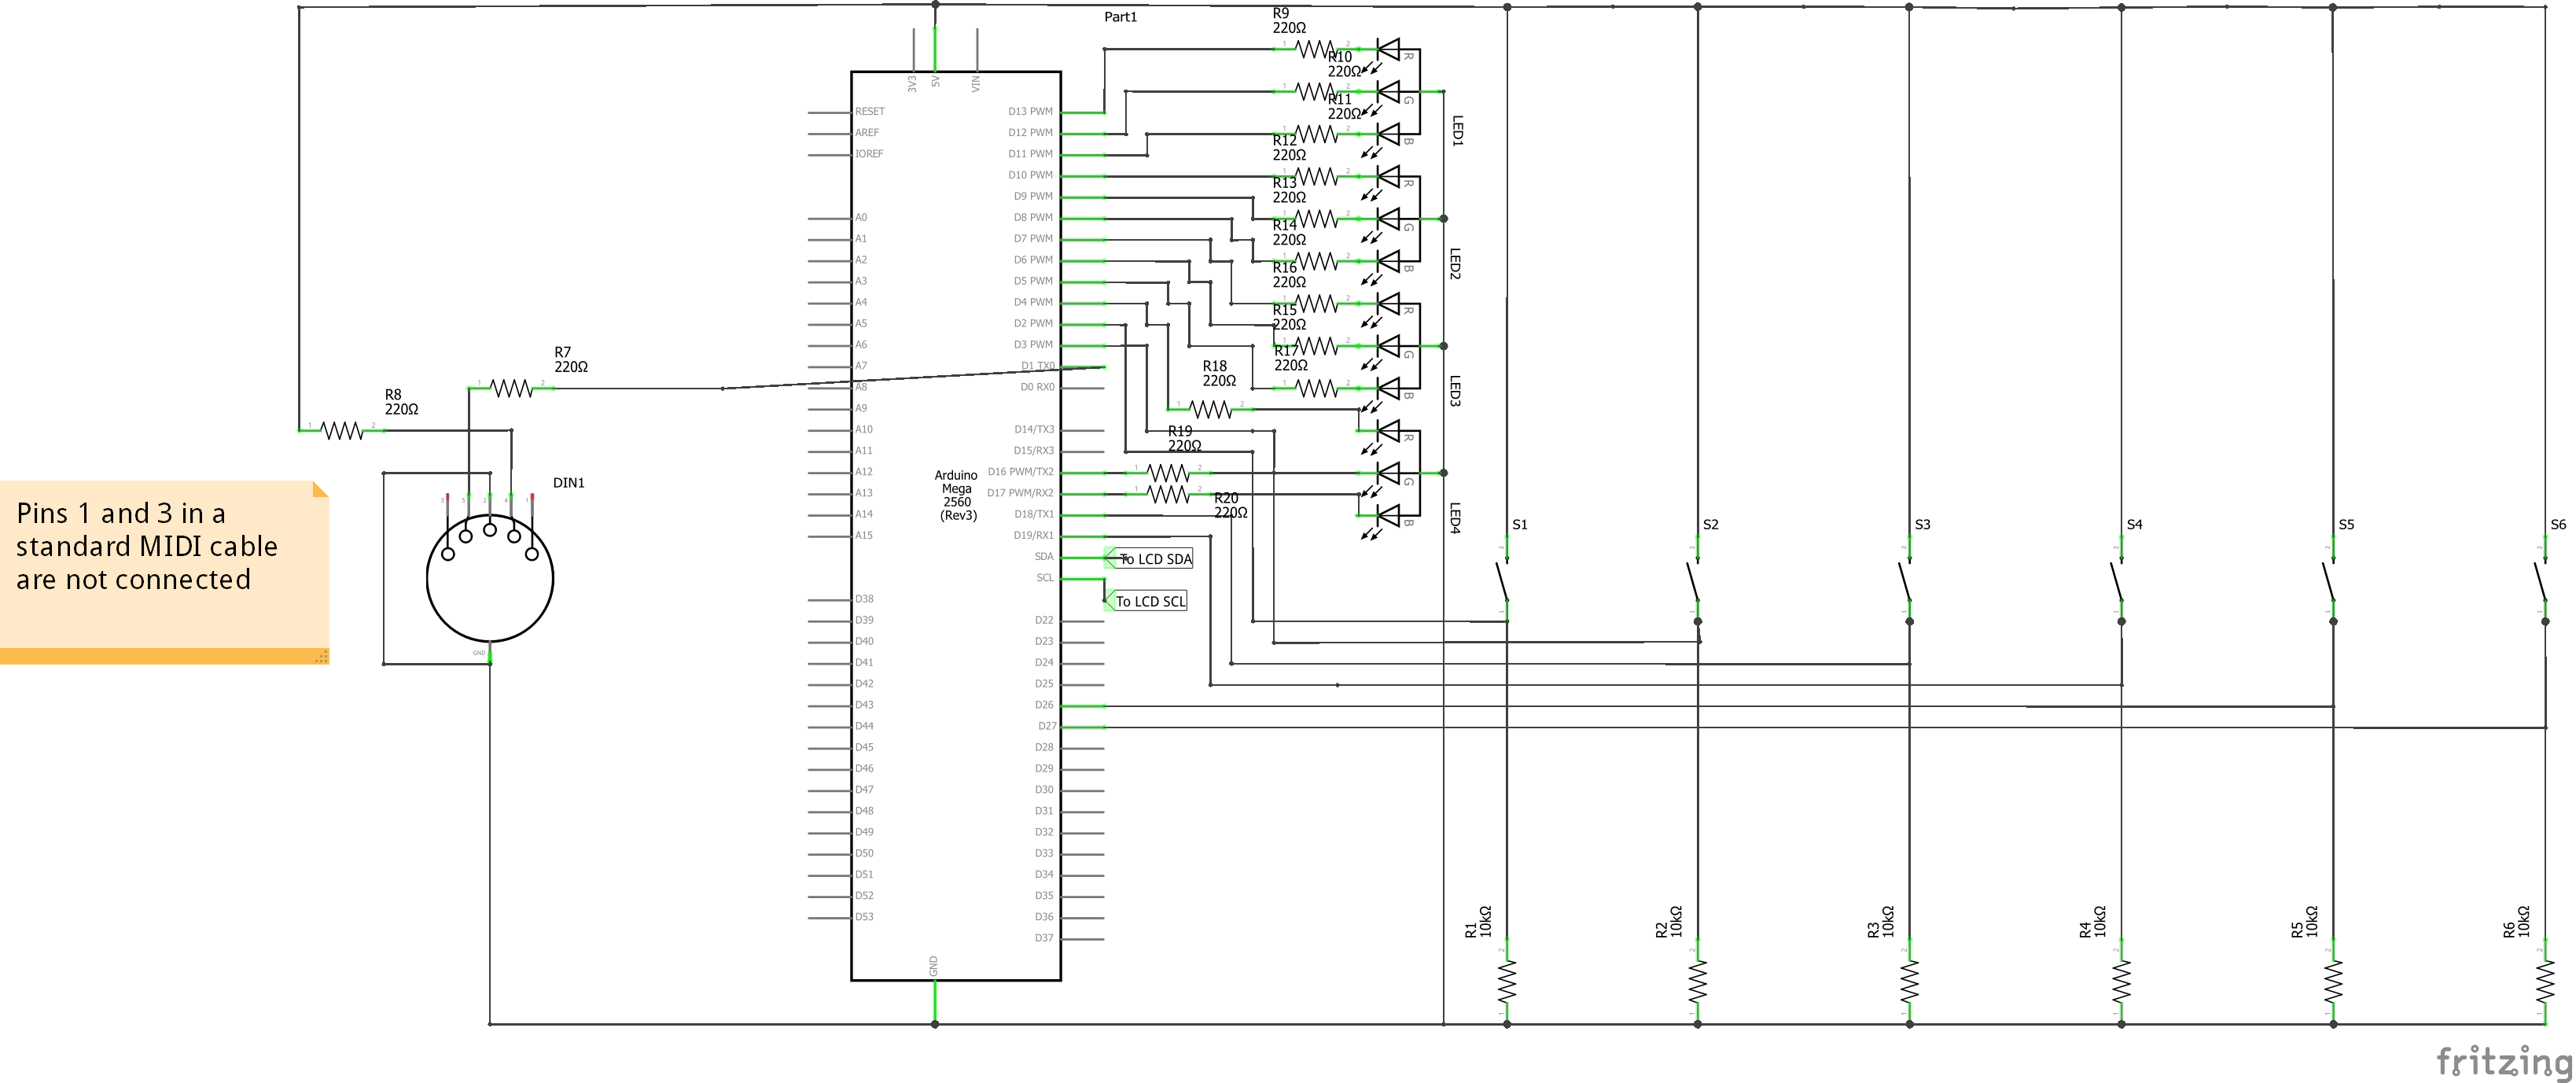 Part1
R9
220Ω
R10
220Ω
R11
220Ω
R12
220Ω
R13
220Ω
R14
220Ω
R16
220Ω
R15
220Ω
R17
220Ω
R18
220Ω
R19
220Ω
R20
220Ω
R
G
B
LED1
R
G
B
LED2
R
G
B
LED3
R
G
B
LED4
3V3
5V
VIN
RESET
AREF
IOREF
A0
A1
A2
A3
A4
A5
A6
A7
A8
A9
A10
A11
A12
A13
A14
A15
D38
D39
D40
D41
D42
D43
D44
D45
D46
D47
D48
D49
D50
D51
D52
D53
Arduino
Mega
2560
(Rev3)
D13 PWM
D12 PWM
D11 PWM
D10 PWM
D9 PWM
D8 PWM
D7 PWM
D6 PWM
D5 PWM
D4 PWM
D2 PWM
D3 PWM
D1 TX0
D0 RX0
D14/TX3
D15/RX3
D16 PWM/TX2
D17 PWM/RX2
D18/TX1
D19/RX1
SDA
SCL
D22
D23
D24
D25
D26
D27
D28
D29
D30
D31
D32
D33
D34
D35
D36
D37
GND
To LCD SDA
To LCD SCL
R7
220Ω
R8
220Ω
DIN1
GND
Pins 1 and 3 in a
standard MIDI cable
are not connected
S1
S2
S3
S4
S5
S6
R1
10kΩ
R2
10kΩ
R3
10kΩ
R4
10kΩ
R5
10kΩ
R6
10kΩ
fritzing